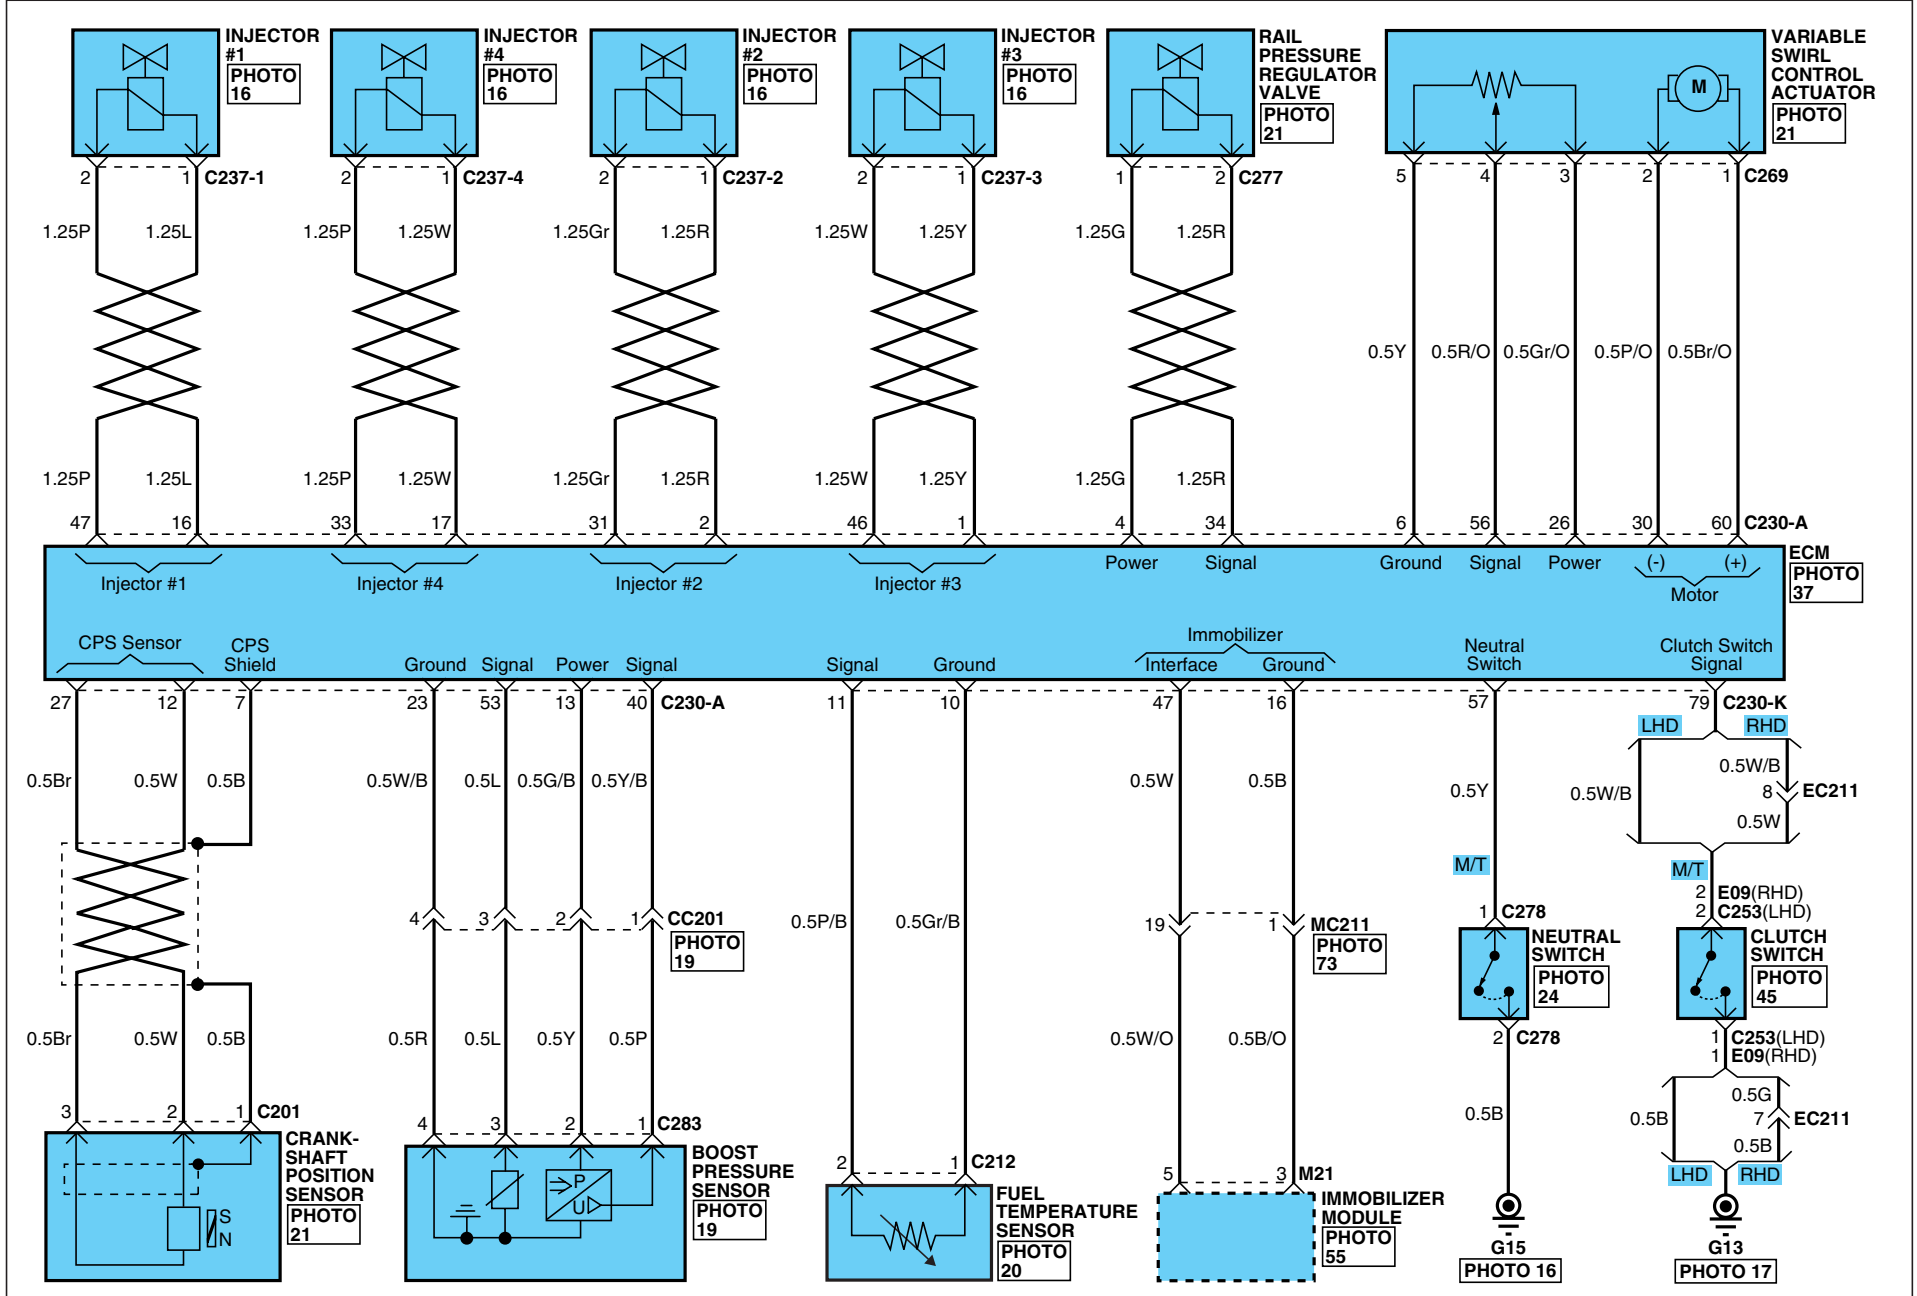 INJECTOR
#1
PHOTO
16
INJECTOR
#4
PHOTO
16
INJECTOR
#2
PHOTO
16
INJECTOR
#3
PHOTO
16
RAIL
PRESSURE
REGULATOR
VALVE
PHOTO
21
M
VARIABLE
SWIRL
CONTROL
ACTUATOR
PHOTO
21
2 1 C237-1
2 1 C237-4
2 1 C237-2
2 1 C237-3
1 2 C277
5 4 3 2 1 C269
1.25P 1.25L 1.25P 1.25W 1.25Gr 1.25R 1.25W 1.25Y 1.25G 1.25R
0.5Y 0.5R/O 0.5Gr/O 0.5P/O 0.5Br/O
1.25P 1.25L 1.25P 1.25W 1.25Gr 1.25R 1.25W 1.25Y 1.25G 1.25R
47 16 33 17 31 2 46 1 4 34 6 56 26 30 60 C230-A
Injector #1 Injector #4 Injector #2 Injector #3 Power Signal Ground Signal Power (-) (+)
Motor
ECM
PHOTO
37
CPS Sensor
CPS
Shield
Ground Signal Power Signal
Signal Ground
Immobilizer
Interface Ground
Neutral
Switch
Clutch Switch
Signal
27 12 7 23 53 13 40 C230-A
11 10 47 16 57 79 C230-K
LHD RHD
0.5Br 0.5W 0.5B 0.5W/B 0.5L 0.5G/B 0.5Y/B
0.5W 0.5B 0.5Y
0.5W/B
0.5W/B
8 EC211
0.5W
M/T
M/T
4 3 2 1 CC201
PHOTO
19
0.5P/B 0.5Gr/B
19 1 MC211
PHOTO
73
1 C278
2 E09(RHD)
2 C253(LHD)
NEUTRAL
SWITCH
PHOTO
24
CLUTCH
SWITCH
PHOTO
45
0.5Br 0.5W 0.5B 0.5R 0.5L 0.5Y 0.5P
0.5W/O 0.5B/O
2 C278
1 C253(LHD)
1 E09(RHD)
0.5B
0.5B
0.5G
7 EC211
0.5B
LHD RHD
3 2 1 C201
CRANK-
SHAFT
POSITION
SENSOR
PHOTO
21
S
N
4 3 2 1 C283
P
U
BOOST
PRESSURE
SENSOR
PHOTO
19
2 1 C212
FUEL
TEMPERATURE
SENSOR
PHOTO
20
5 3 M21
IMMOBILIZER
MODULE
PHOTO
55
G15
PHOTO 16
G13
PHOTO 17